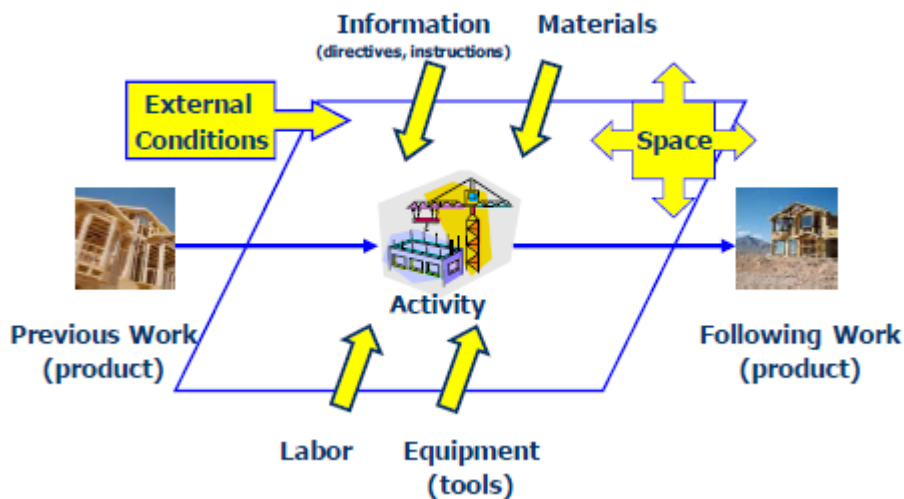 Information
(directives, instructions)
Materials
External
Conditions
Space
Activity
Previous Work
(product)
Following Work
(product)
Labor
Equipment
(tools)